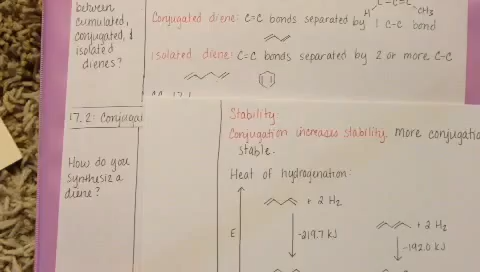 between
cumulated,
conjugated, &
isolated
dienes?
H C=C=C CH3
Conjugated diene: C=C bonds separated by 1 C-C bond
Isolated diene: C=C bonds separated by 2 or more C-C
17.2: Conjugat
How do you
synthesize a
diene?
Stability
Conjugation increases stability. more conjugatio
stable.
Heat of hydrogenation:
+ 2 H2
+ 2 H2
E
-219.7 kJ
-192.0 kJ